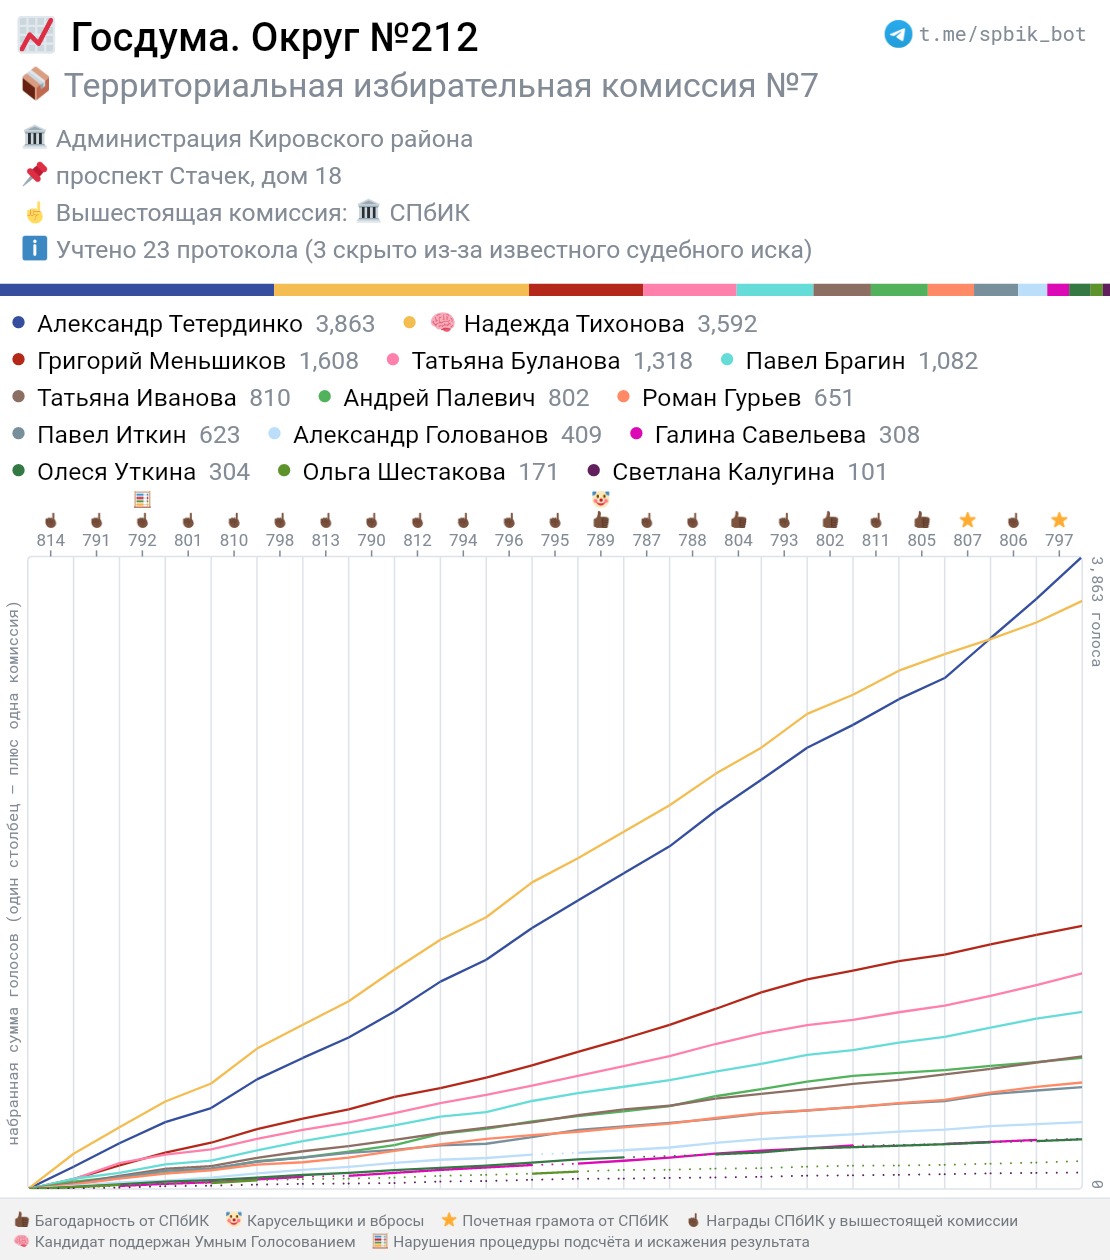 Госдума. Округ №212
t.me/spbik_bot
Территориальная избирательная комиссия №7
Администрация Кировского района
проспект Стачек, дом 18
Вышестоящая комиссия: СПбИК
Учтено 23 протокола (3 скрыто из-за известного судебного иска)
Александр Тетердинко 3,863 Надежда Тихонова 3,592
Григорий Меньшиков 1,608 Татьяна Буланова 1,318 Павел Брагин 1,082
Татьяна Иванова 810 Андрей Палевич 802 Роман Гурьев 651
Павел Иткин 623 Александр Голованов 409 Галина Савельева 308
Олеся Уткина 304 Ольга Шестакова 171 Светлана Калугина 101
814 791 792 801 810 798 813 790 812 794 796 795 789 787 788 804 793 802 811 805 807 806 797
набранная сумма голосов (один столбец – плюс одна комиссия)
3,863 голоса
0
Багодарность от СПбИК Карусельщики и вбросы Почетная грамота от СПбИК Награды СПбИК у вышестоящей комиссии
Кандидат поддержан Умным Голосованием Нарушения процедуры подсчёта и искажения результата